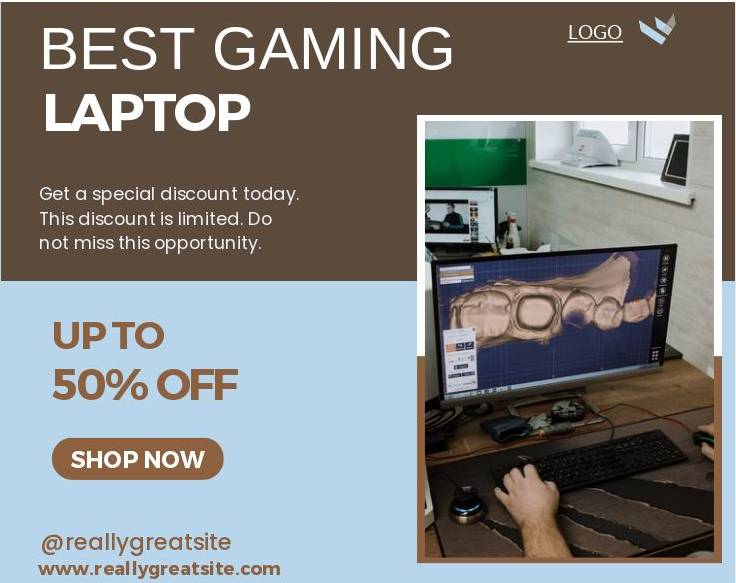 BEST GAMING
LOGO
LAPTOP
Get a special discount today.
This discount is limited. Do
not miss this opportunity.
UP TO
50% OFF
SHOP NOW
@reallygreatsite
www.reallygreatsite.com